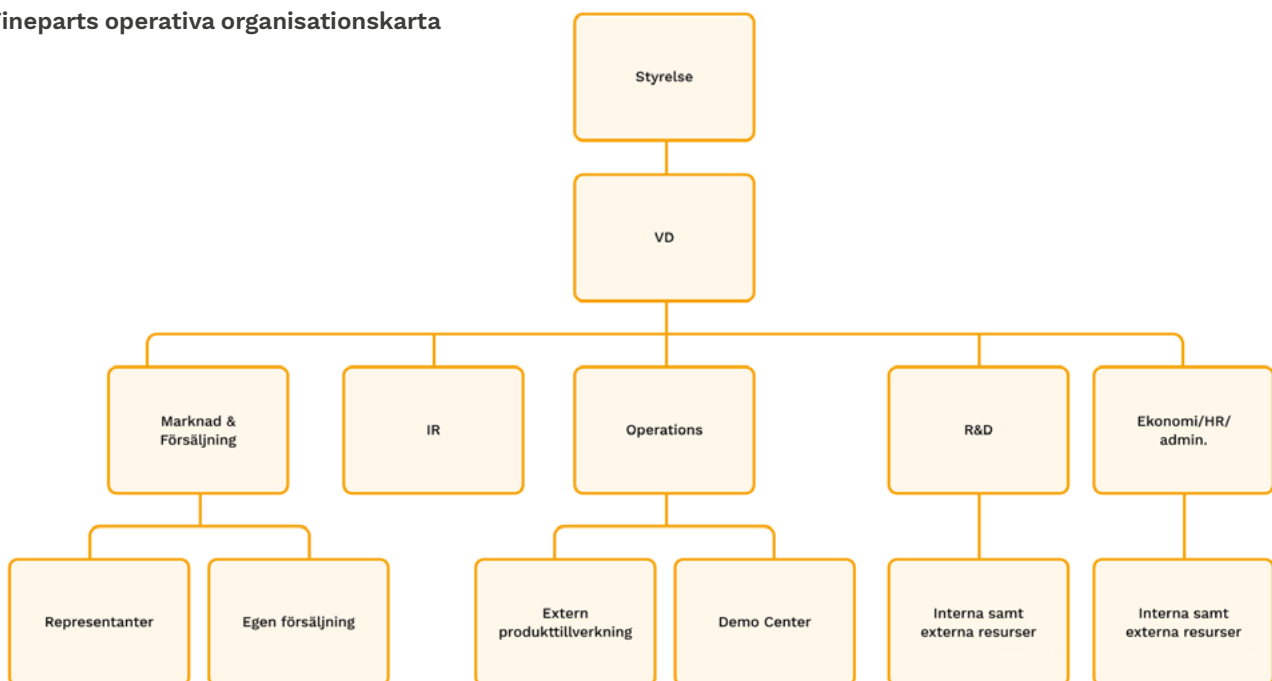 ineparts operativa organisationskarta
Styrelse
VD
Marknad &
Försäljning
IR
Operations
R&D
Ekonomi/HR/
admin.
Representanter
Egen försäljning
Extern
produkttillverkning
Demo Center
Interna samt
externa resurser
Interna samt
externa resurser